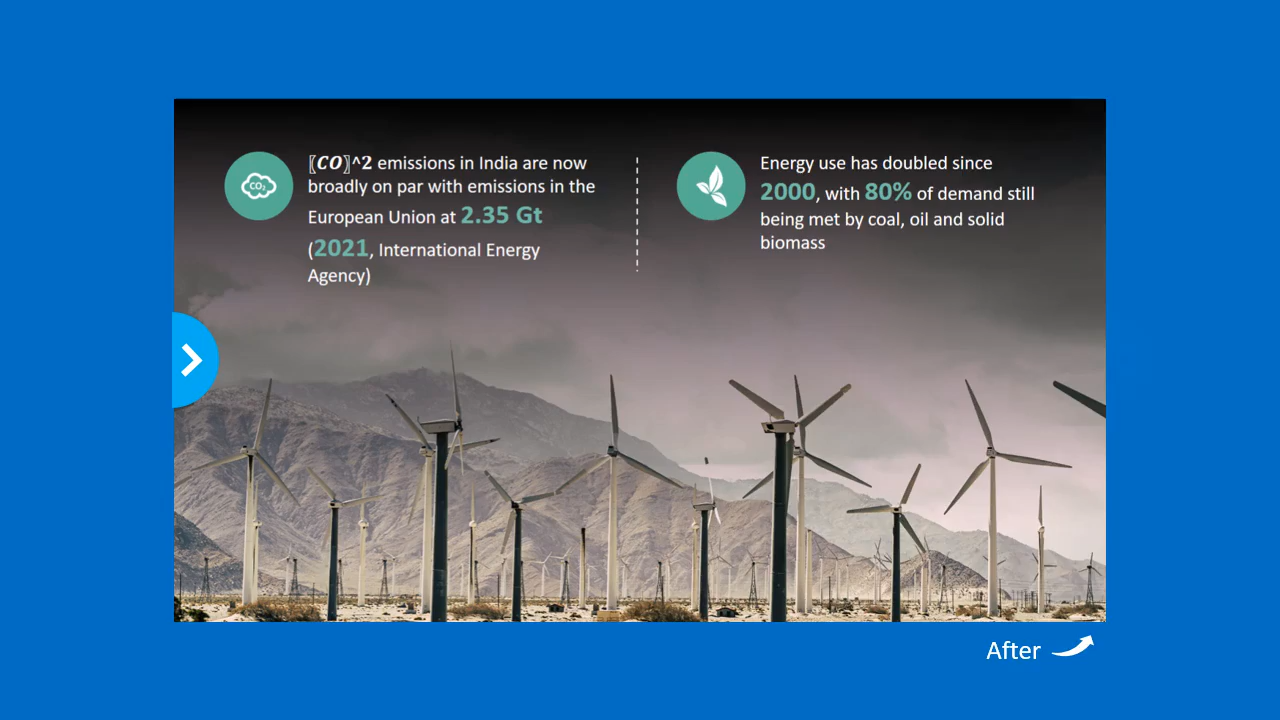 〖𝑪𝑶〗^𝟐 emissions in India are now
broadly on par with emissions in the
European Union at 2.35 Gt
(2021, International Energy
Agency)
CO₂
Energy use has doubled since
2000, with 80% of demand still
being met by coal, oil and solid
biomass
After